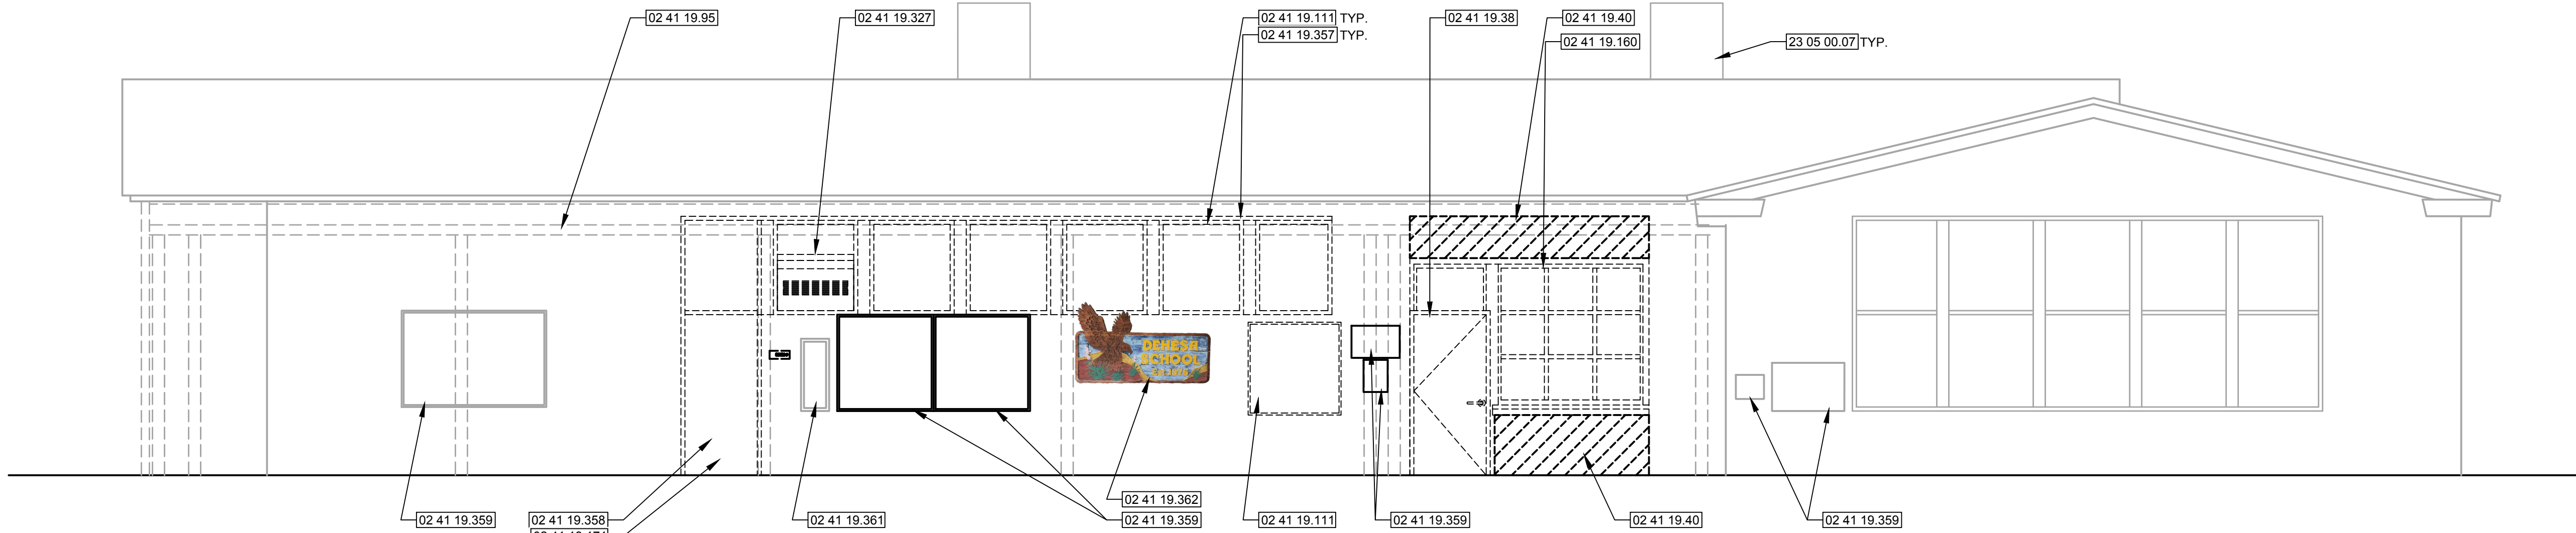 02 41 19.95
02 41 19.327
02 41 19.111 TYP.
02 41 19.357 TYP.
02 41 19.38
02 41 19.40
02 41 19.160
23 05 00.07 TYP.
DEHESA
SCHOOL
02 41 19.359
02 41 19.358
02 41 19.361
02 41 19.362
02 41 19.359
02 41 19.111
02 41 19.359
02 41 19.40
02 41 19.359